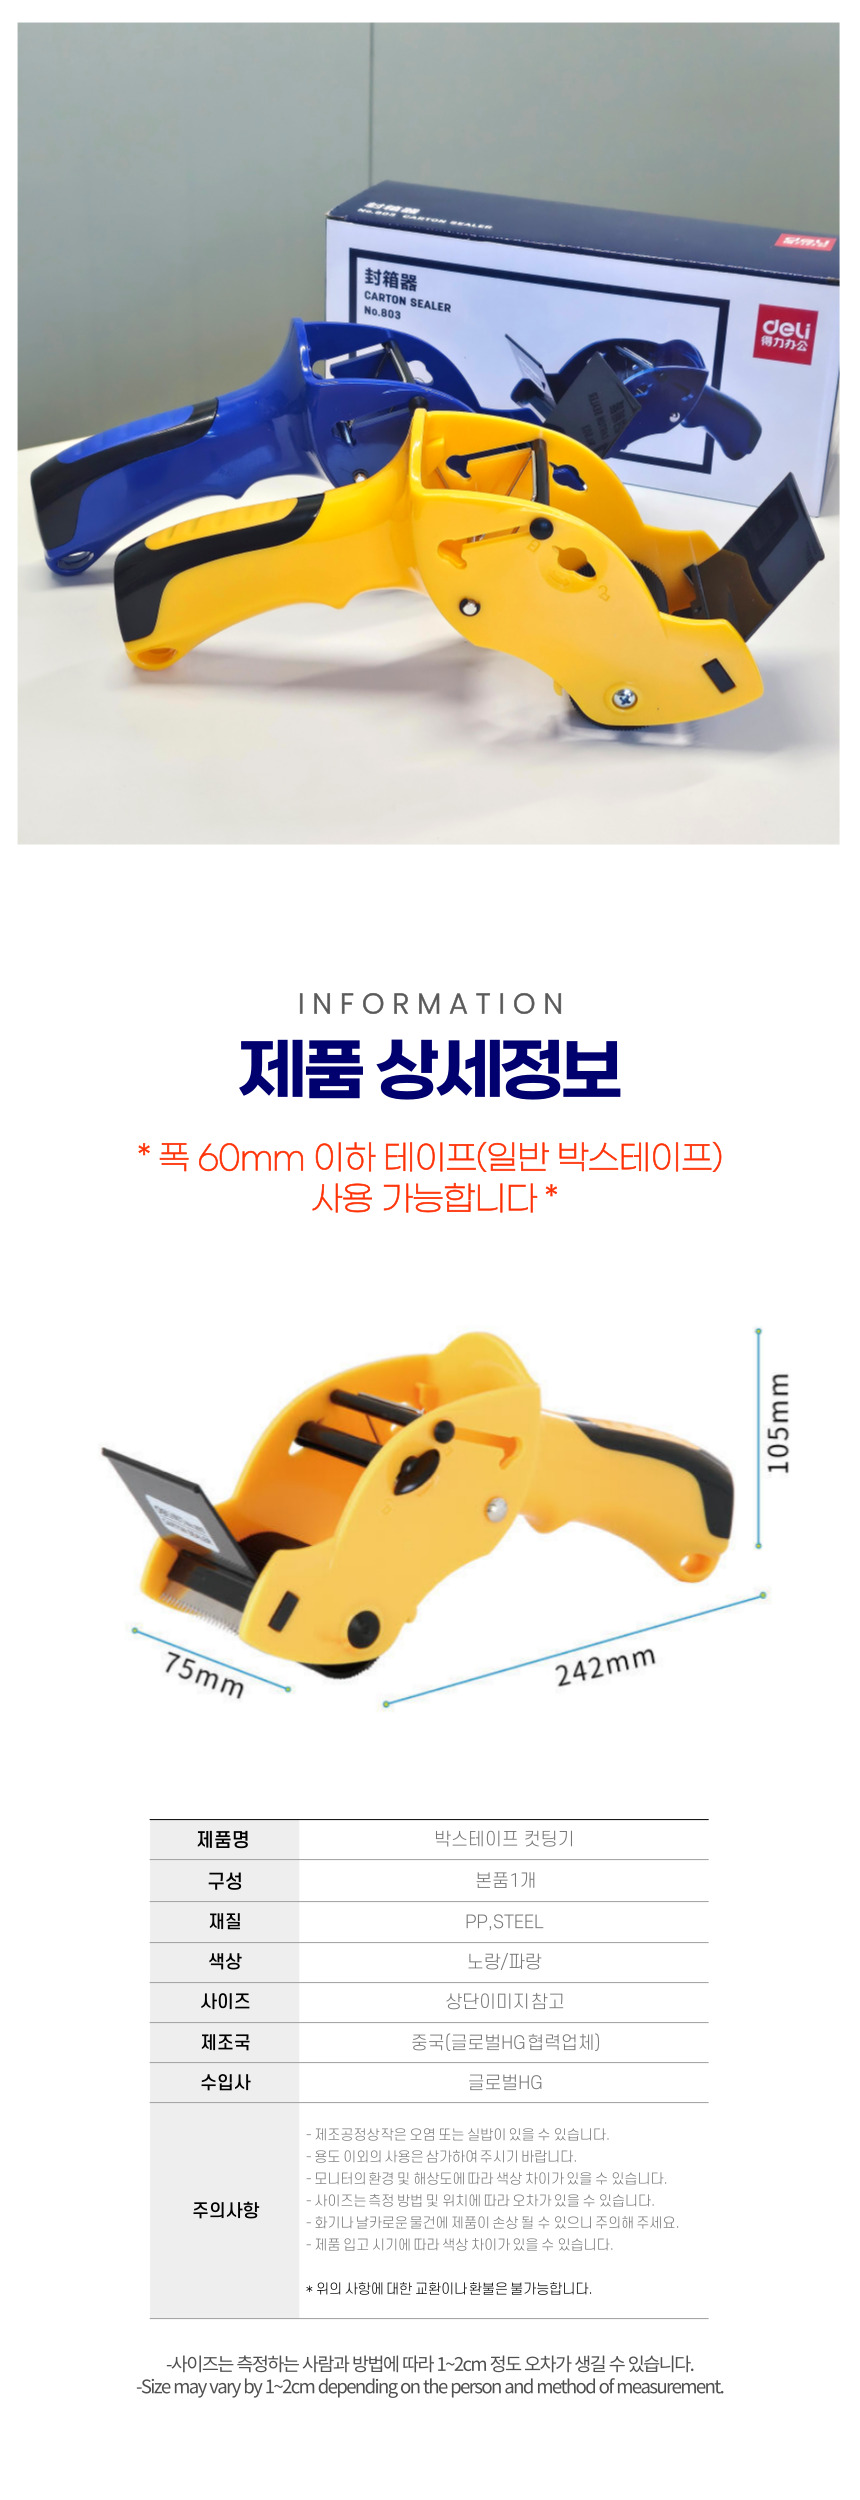 封箱器
No.803 CARTON SEALER
封箱器
CARTON SEALER
No.803
deli
得力办公
INFORMATION
제품 상세정보
* 폭 60mm 이하 테이프(일반 박스테이프)
사용 가능합니다 *
105mm
75mm
242mm
제품명 박스테이프 컷팅기
구성 본품1개
재질 PP,STEEL
색상 노랑/파랑
사이즈 상단이미지참고
제조국 중국(글로벌HG협력업체)
수입사 글로벌HG
주의사항
- 제조공정상 작은 오염 또는 실밥이 있을 수 있습니다.
- 용도 이외의 사용은 삼가하여 주시기 바랍니다.
- 모니터의 환경 및 해상도에 따라 색상 차이가 있을 수 있습니다.
- 사이즈는 측정 방법 및 위치에 따라 오차가 있을 수 있습니다.
- 화기나 날카로운 물건에 제품이 손상 될 수 있으니 주의해 주세요.
- 제품 입고 시기에 따라 색상 차이가 있을 수 있습니다.
* 위의 사항에 대한 교환이나 환불은 불가능합니다.
-사이즈는 측정하는 사람과 방법에 따라 1~2cm 정도 오차가 생길 수 있습니다.
-Size may vary by 1~2cm depending on the person and method of measurement.